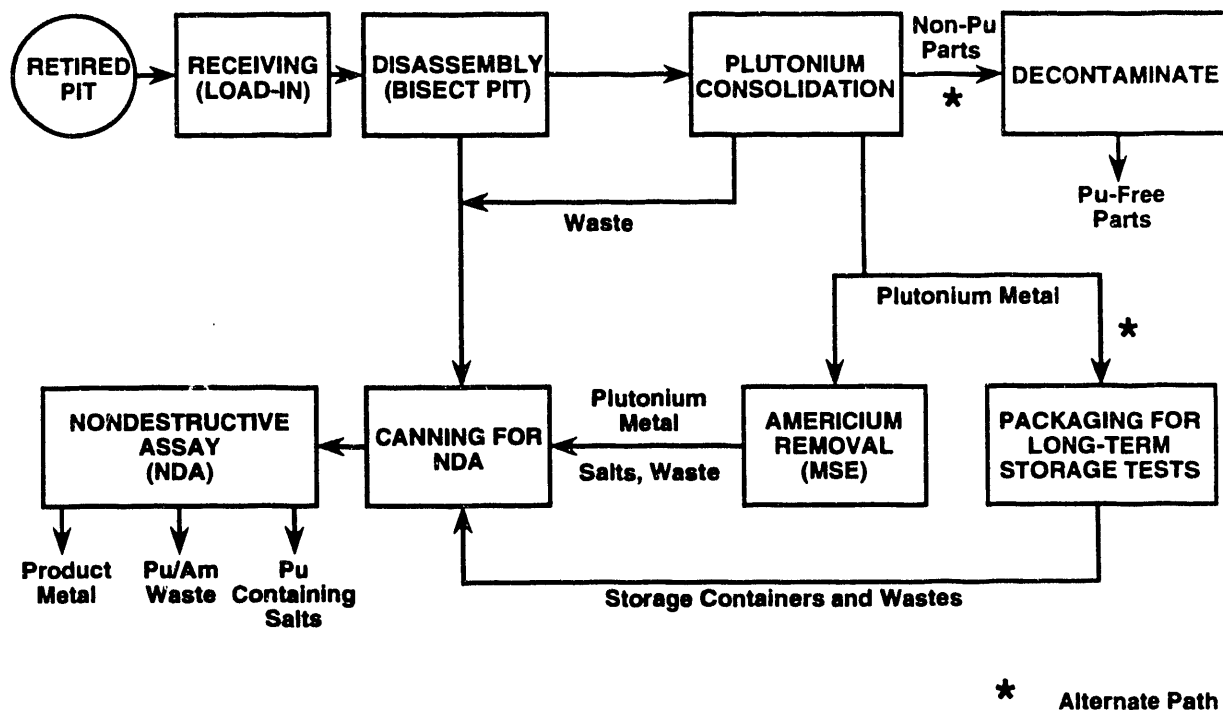 RETIRED
PIT
RECEIVING
(LOAD-IN)
DISASSEMBLY
(BISECT PIT)
PLUTONIUM
CONSOLIDATION
Non-Pu
Parts
*
DECONTAMINATE
Pu-Free
Parts
Waste
Plutonium Metal
*
NONDESTRUCTIVE
ASSAY
(NDA)
CANNING FOR
NDA
Plutonium
Metal
Salts, Waste
AMERICIUM
REMOVAL
(MSE)
PACKAGING FOR
LONG-TERM
STORAGE TESTS
Product
Metal
Pu/Am
Waste
Pu
Containing
Salts
Storage Containers and Wastes
* Alternate Path